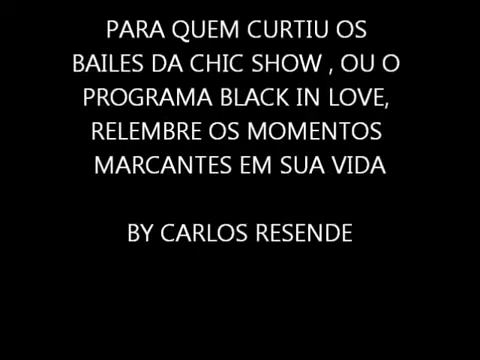 PARA QUEM CURTIU OS
BAILES DA CHIC SHOW , OU O
PROGRAMA BLACK IN LOVE,
RELEMBRE OS MOMENTOS
MARCANTES EM SUA VIDA
BY CARLOS RESENDE